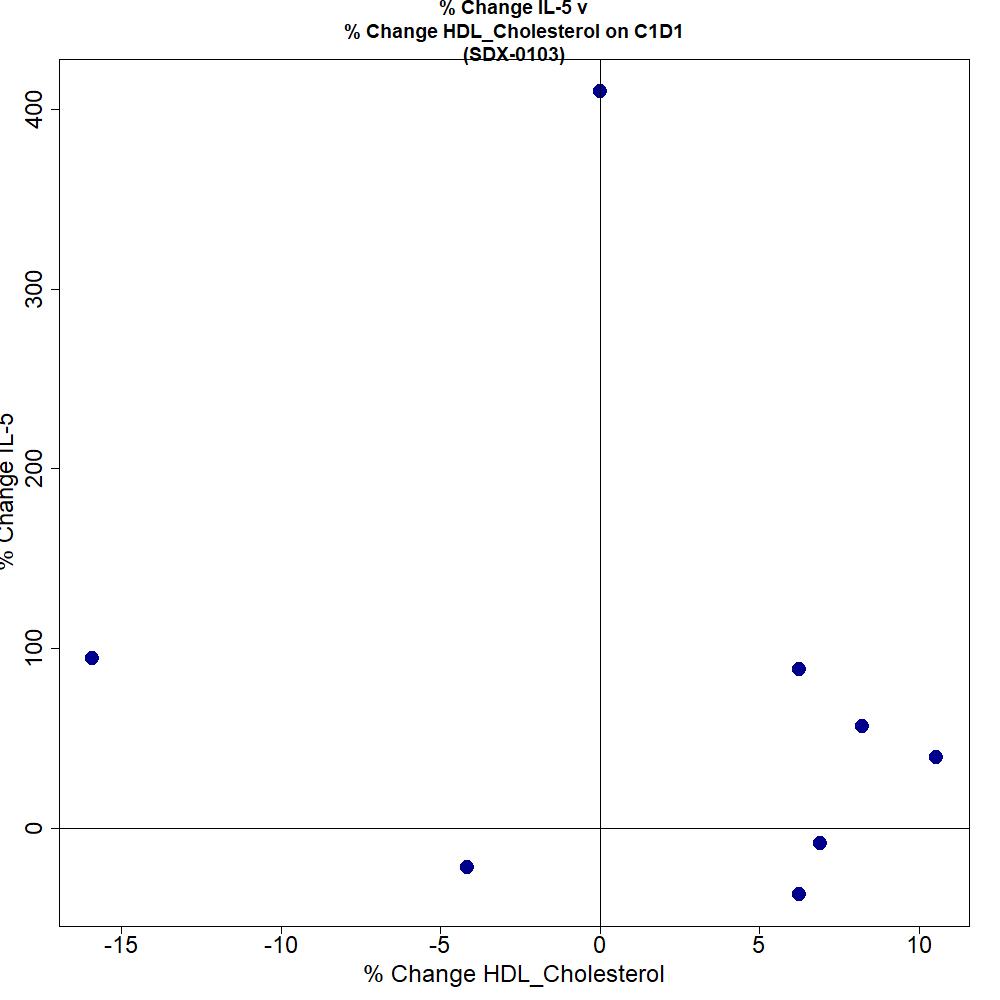 % Change IL-5 v
% Change HDL_Cholesterol on C1D1
(SDX-0103)
% Change IL-5
400
300
200
100
0
-15
-10
-5
0
5
10
% Change HDL_Cholesterol